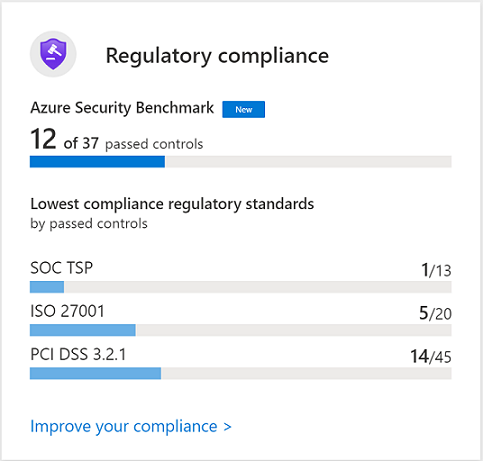 Regulatory compliance
Azure Security Benchmark New
12 of 37 passed controls
Lowest compliance regulatory standards
by passed controls
SOC TSP 1/13
ISO 27001 5/20
PCI DSS 3.2.1 14/45
Improve your compliance >